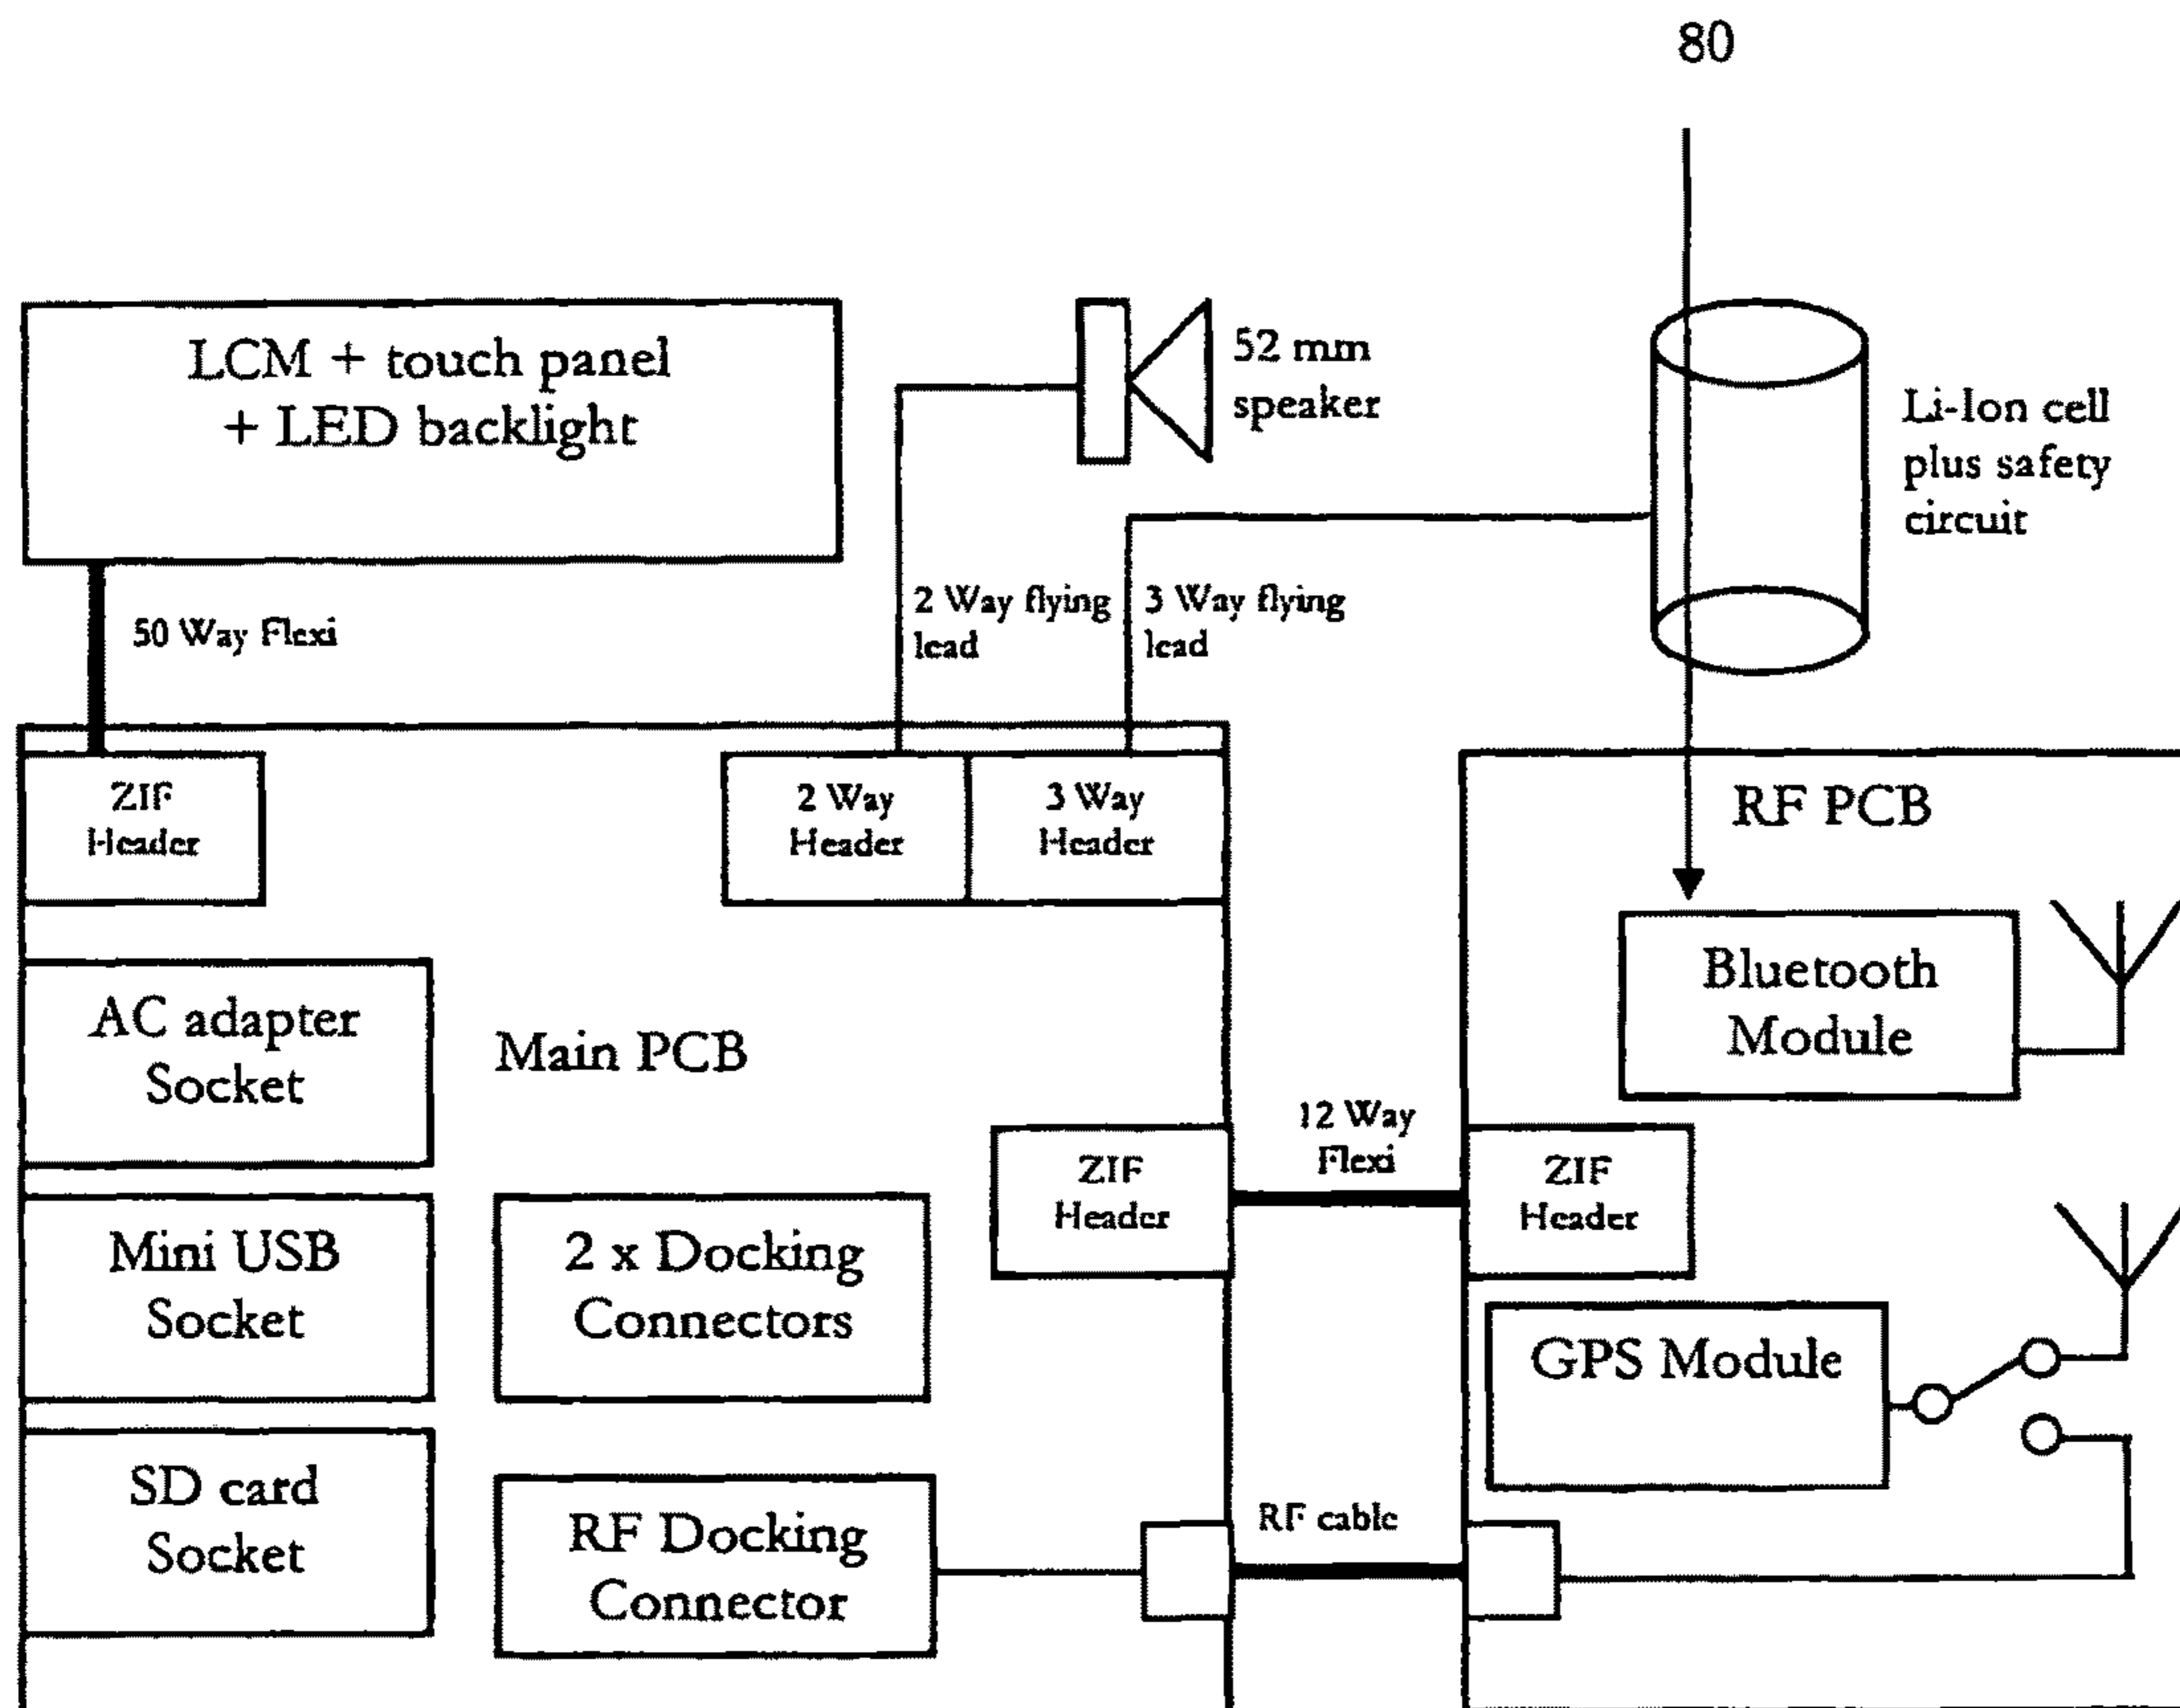 80
LCM + touch panel
+ LED backlight
52 mm
speaker
Li-Ion cell
plus safety
circuit
50 Way Flexi
2 Way flying
lead
3 Way flying
lead
ZIF
Header
2 Way
Header
3 Way
Header
RF PCB
AC adapter
Socket
Main PCB
Bluetooth
Module
12 Way
Flexi
ZIF
Header
ZIF
Header
Mini USB
Socket
2 x Docking
Connectors
GPS Module
SD card
Socket
RF Docking
Connector
RF cable